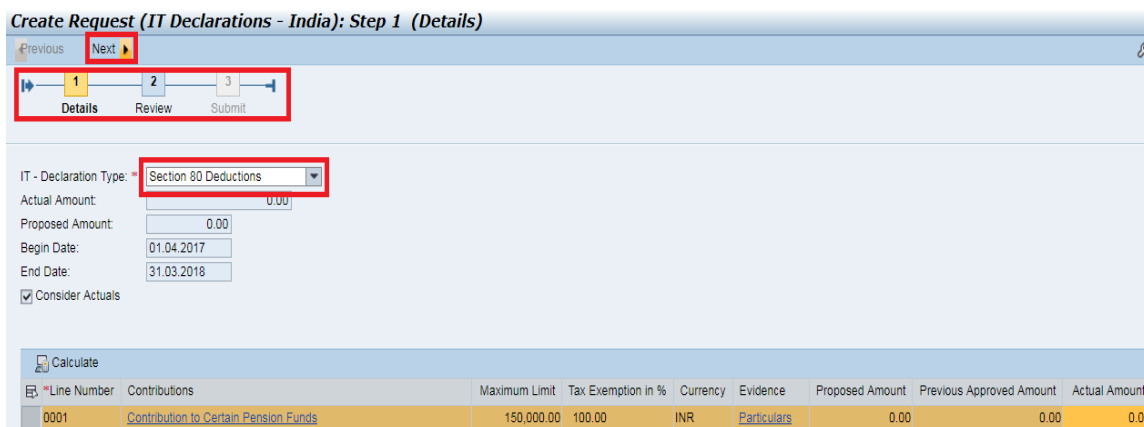 Create Request (IT Declarations - India): Step 1 (Details)
Previous Next
1 2 3
Details Review Submit
IT - Declaration Type: * Section 80 Deductions
Actual Amount: 0.00
Proposed Amount: 0.00
Begin Date: 01.04.2017
End Date: 31.03.2018
Consider Actuals
Calculate
*Line Number Contributions Maximum Limit Tax Exemption in % Currency Evidence Proposed Amount Previous Approved Amount Actual Amount
0001 Contribution to Certain Pension Funds 150,000.00 100.00 INR Particulars 0.00 0.00 0.0